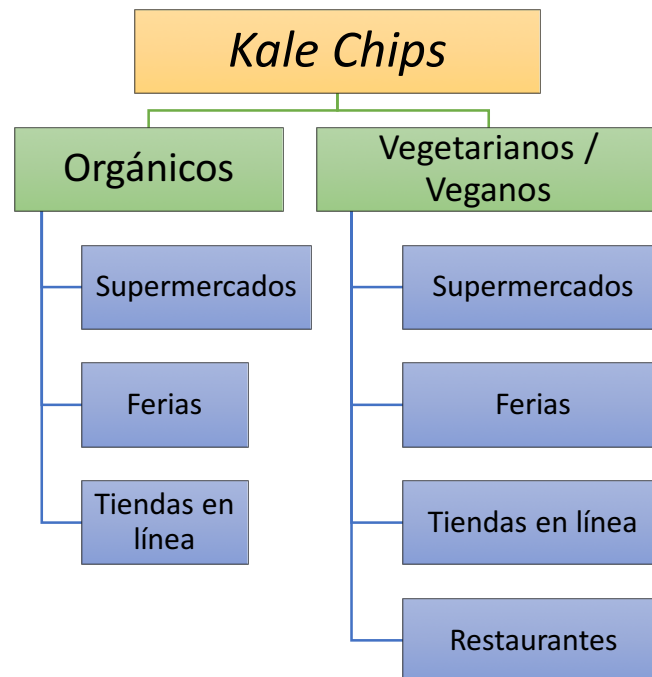 Kale Chips
Orgánicos
Supermercados
Ferias
Tiendas en
línea
Vegetarianos /
Veganos
Supermercados
Ferias
Tiendas en línea
Restaurantes